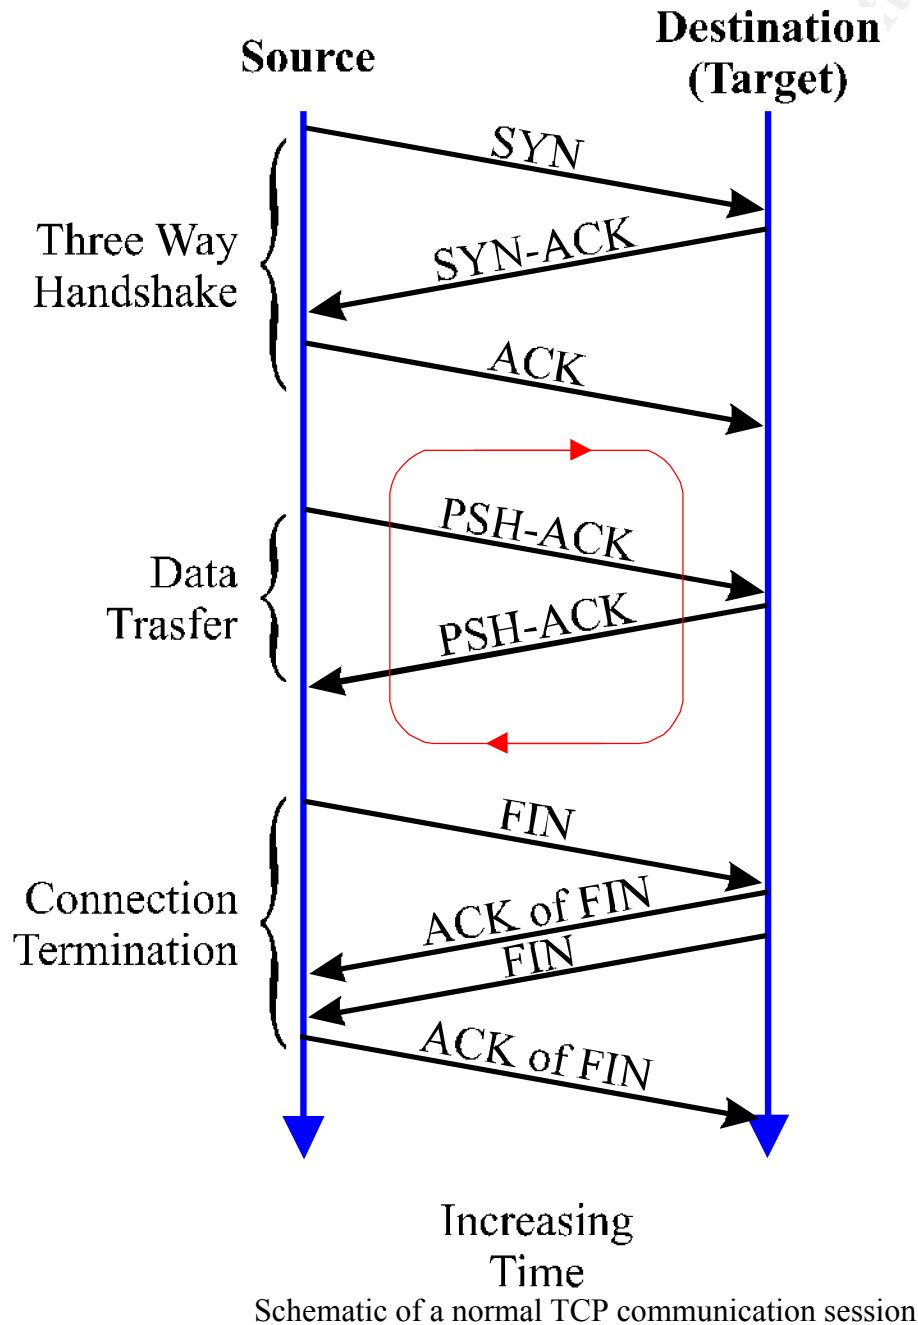 Source
Destination
(Target)
SYN
Three Way
Handshake
SYN-ACK
ACK
PSH-ACK
Data
Trasfer
PSH-ACK
FIN
Connection
Termination
ACK of FIN
FIN
ACK of FIN
Increasing
Time
Schematic of a normal TCP communication session